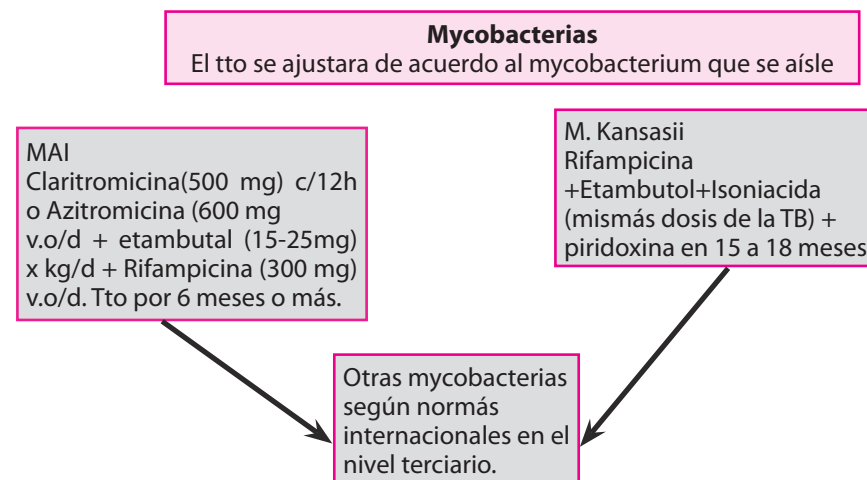 Mycobacterias
El tto se ajustara de acuerdo al mycobacterium que se aísle
MAI
Claritromicina(500 mg) c/12h
o Azitromicina (600 mg
v.o/d + etambutal (15-25mg)
x kg/d + Rifampicina (300 mg)
v.o/d. Tto por 6 meses o más.
M. Kansasii
Rifampicina
+Etambutol+Isoniacida
(mismás dosis de la TB) +
piridoxina en 15 a 18 meses
Otras mycobacterias
según normás
internacionales en el
nivel terciario.